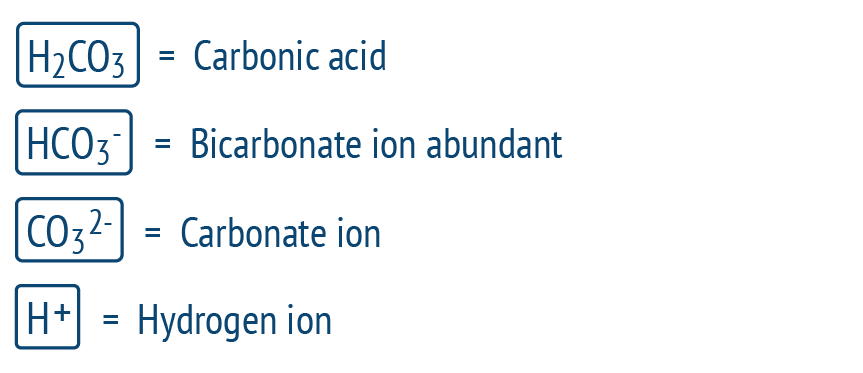 H₂CO₃ = Carbonic acid
HCO₃⁻ = Bicarbonate ion abundant
CO₃²⁻ = Carbonate ion
H⁺ = Hydrogen ion